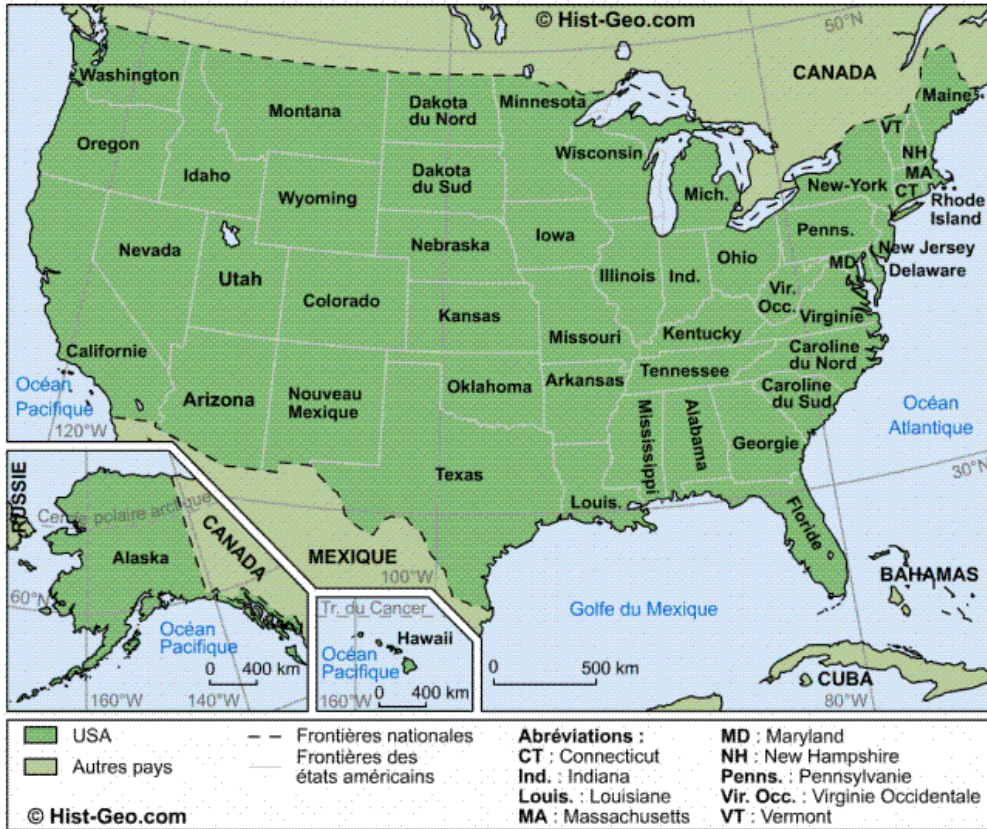 © Hist-Geo.com
50°N
CANADA
Washington
Montana
Dakota
du Nord
Minnesota
Maine
VT
Oregon
Idaho
Wisconsin
NH
MA
Wyoming
Dakota
du Sud
Mich.
New-York
CT
Rhode
Island
Nevada
Utah
Nebraska
Iowa
Penns.
New Jersey
Illinois
Ind.
Ohio
MD
Delaware
Colorado
Kansas
Vir.
Occ.
Virginie
Missouri
Kentucky
Californie
Caroline
du Nord
Océan
Pacifique
Arizona
Nouveau
Mexique
Oklahoma
Arkansas
Tennessee
Caroline
du Sud
Océan
Atlantique
120°W
Mississippi
Alabama
Georgie
30°N
RUSSIE
Texas
Louis.
Floride
Cercle polaire arctique
CANADA
Alaska
MEXIQUE
100°W
BAHAMAS
60°N
Tr. du Cancer
Golfe du Mexique
Océan
Pacifique
Hawaii
Océan
Pacifique
0 400 km
0 400 km
0 500 km
CUBA
160°W
140°W
160°W
80°W
USA
Autres pays
© Hist-Geo.com
Frontières nationales
Frontières des
états américains
Abréviations :
CT : Connecticut
Ind. : Indiana
Louis. : Louisiane
MA : Massachusetts
MD : Maryland
NH : New Hampshire
Penns. : Pennsylvanie
Vir. Occ. : Virginie Occidentale
VT : Vermont